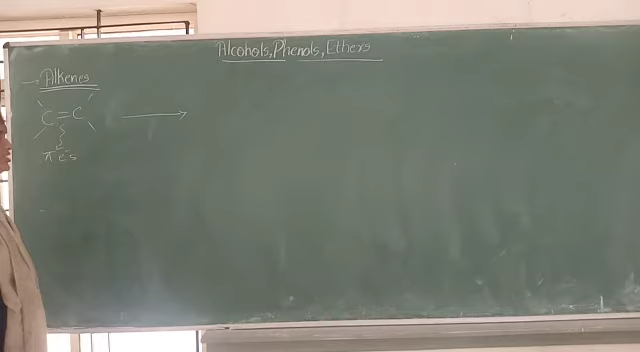 Alcohols, Phenols, Ethers
→ Alkenes
C=C →
π e⁻s